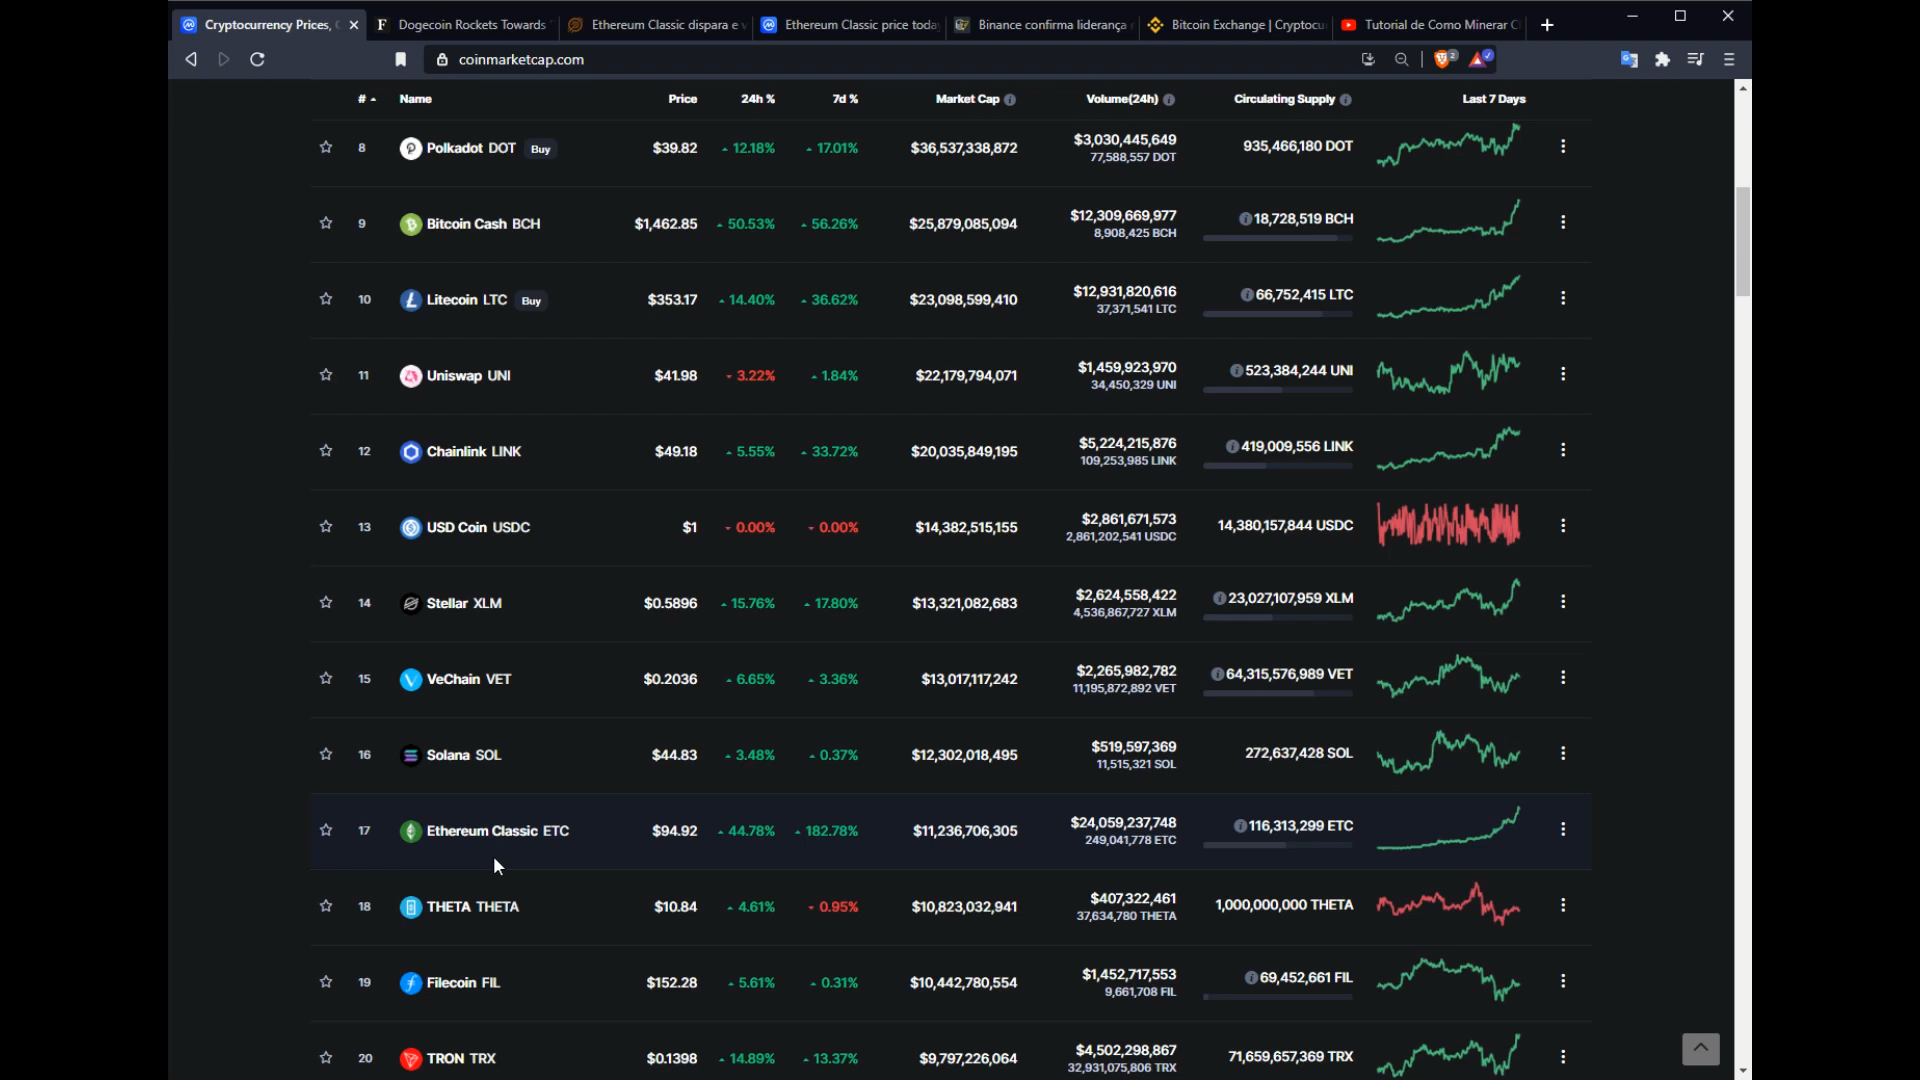 Cryptocurrency Prices, C
Dogecoin Rockets Towards
Ethereum Classic dispara e v
Ethereum Classic price today
Binance confirma liderança
Bitcoin Exchange | Cryptocu
Tutorial de Como Minerar C
coinmarketcap.com
2
# Name Price 24h % 7d % Market Cap Volume(24h) Circulating Supply Last 7 Days
8 Polkadot DOT Buy $39.82 12.18% 17.01% $36,537,338,872 $3,030,445,649 935,466,180 DOT
77,588,557 DOT
9 Bitcoin Cash BCH $1,462.85 50.53% 56.26% $25,879,085,094 $12,309,669,977 18,728,519 BCH
8,908,425 BCH
10 Litecoin LTC Buy $353.17 14.40% 36.62% $23,098,599,410 $12,931,820,616 66,752,415 LTC
37,371,541 LTC
11 Uniswap UNI $41.98 3.22% 1.84% $22,179,794,071 $1,459,923,970 523,384,244 UNI
34,450,329 UNI
12 Chainlink LINK $49.18 5.55% 33.72% $20,035,849,195 $5,224,215,876 419,009,556 LINK
109,253,985 LINK
13 USD Coin USDC $1 0.00% 0.00% $14,382,515,155 $2,861,671,573 14,380,157,844 USDC
2,861,202,541 USDC
14 Stellar XLM $0.5896 15.76% 17.80% $13,321,082,683 $2,624,558,422 23,027,107,959 XLM
4,536,867,727 XLM
15 VeChain VET $0.2036 6.65% 3.36% $13,017,117,242 $2,265,982,782 64,315,576,989 VET
11,195,872,892 VET
16 Solana SOL $44.83 3.48% 0.37% $12,302,018,495 $519,597,369 272,637,428 SOL
11,515,321 SOL
17 Ethereum Classic ETC $94.92 44.78% 182.78% $11,236,706,305 $24,059,237,748 116,313,299 ETC
249,041,778 ETC
18 THETA THETA $10.84 4.61% 0.95% $10,823,032,941 $407,322,461 1,000,000,000 THETA
37,634,780 THETA
19 Filecoin FIL $152.28 5.61% 0.31% $10,442,780,554 $1,452,717,553 69,452,661 FIL
9,661,708 FIL
20 TRON TRX $0.1398 14.89% 13.37% $9,797,226,064 $4,502,298,867 71,659,657,369 TRX
32,931,075,806 TRX